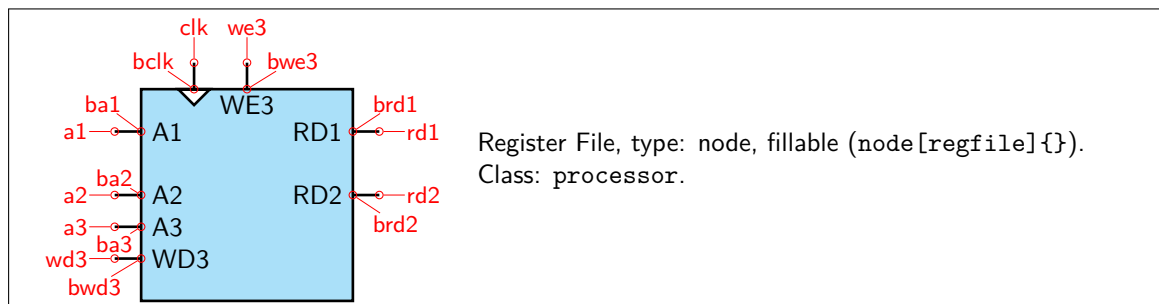 clk we3
bclk bwe3
ba1 WE3 brd1
a1 A1 RD1 rd1
Register File, type: node, fillable (node[regfile]{}).
Class: processor.
ba2
a2 A2 RD2 rd2
a3 A3 brd2
ba3
wd3 WD3
bwd3